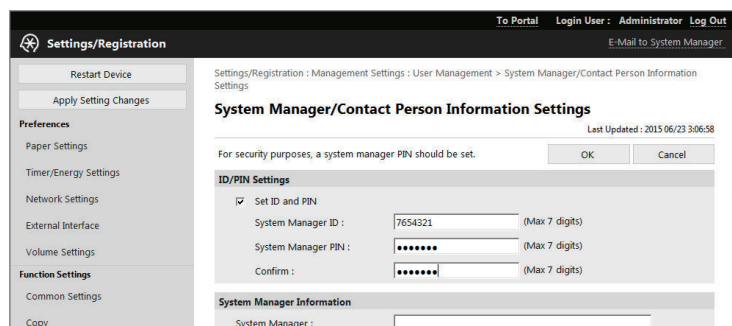 To Portal Login User : Administrator Log Out
Settings/Registration
E-Mail to System Manager
Restart Device
Apply Setting Changes
Preferences
Paper Settings
Timer/Energy Settings
Network Settings
External Interface
Volume Settings
Function Settings
Common Settings
Copy
Settings/Registration : Management Settings : User Management > System Manager/Contact Person Information
Settings
System Manager/Contact Person Information Settings
Last Updated : 2015 06/23 3:06:58
For security purposes, a system manager PIN should be set.
OK
Cancel
ID/PIN Settings
Set ID and PIN
System Manager ID : 7654321 (Max 7 digits)
System Manager PIN : ●●●●●●● (Max 7 digits)
Confirm : ●●●●●●● (Max 7 digits)
System Manager Information
System Manager :